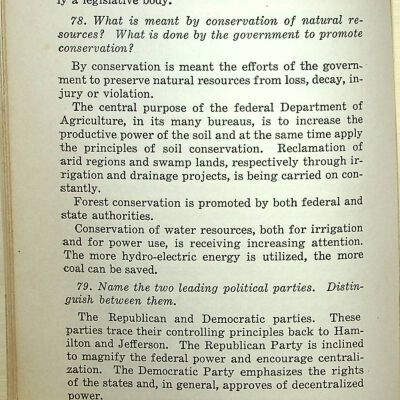 ly a legislative body.
78. What is meant by conservation of natural re-
sources? What is done by the government to promote
conservation?
By conservation is meant the efforts of the govern-
ment to preserve natural resources from loss, decay, in-
jury or violation.
The central purpose of the federal Department of
Agriculture, in its many bureaus, is to increase the
productive power of the soil and at the same time apply
the principles of soil conservation. Reclamation of
arid regions and swamp lands, respectively through ir-
rigation and drainage projects, is being carried on con-
stantly.
Forest conservation is promoted by both federal and
state authorities.
Conservation of water resources, both for irrigation
and for power use, is receiving increasing attention.
The more hydro-electric energy is utilized, the more
coal can be saved.
79. Name the two leading political parties. Distin-
guish between them.
The Republican and Democratic parties. These
parties trace their controlling principles back to Ham-
ilton and Jefferson. The Republican Party is inclined
to magnify the federal power and encourage centrali-
zation. The Democratic Party emphasizes the rights
of the states and, in general, approves of decentralized
power.